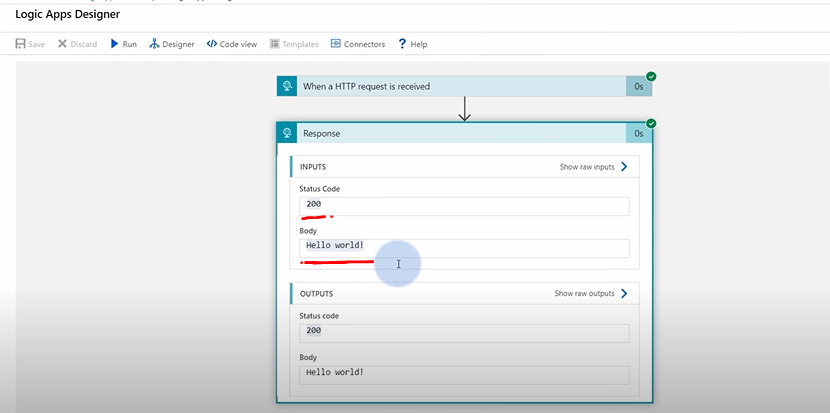 Logic Apps Designer
Save Discard Run Designer Code view Templates Connectors Help
When a HTTP request is received 0s
Response 0s
INPUTS Show raw inputs
Status Code
200
Body
Hello world!
OUTPUTS Show raw outputs
Status code
200
Body
Hello world!